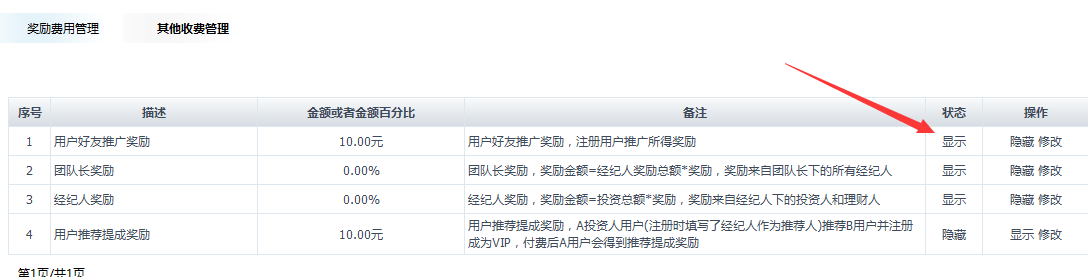 奖励费用管理 其他收费管理
序号 描述 金额或者金额百分比 备注 状态 操作
1 用户好友推广奖励 10.00元 用户好友推广奖励，注册用户推广所得奖励 显示 隐藏 修改
2 团队长奖励 0.00% 团队长奖励，奖励金额=经纪人奖励总额*奖励，奖励来自团队长下的所有经纪人 显示 隐藏 修改
3 经纪人奖励 0.00% 经纪人奖励，奖励金额=投资总额*奖励，奖励来自经纪人下的投资人和理财人 显示 隐藏 修改
4 用户推荐提成奖励 10.00元 用户推荐提成奖励，A投资人用户(注册时填写了经纪人作为推荐人)推荐B用户并注册 隐藏 显示 修改
成为VIP，付费后A用户会得到推荐提成奖励
第1页/共1页